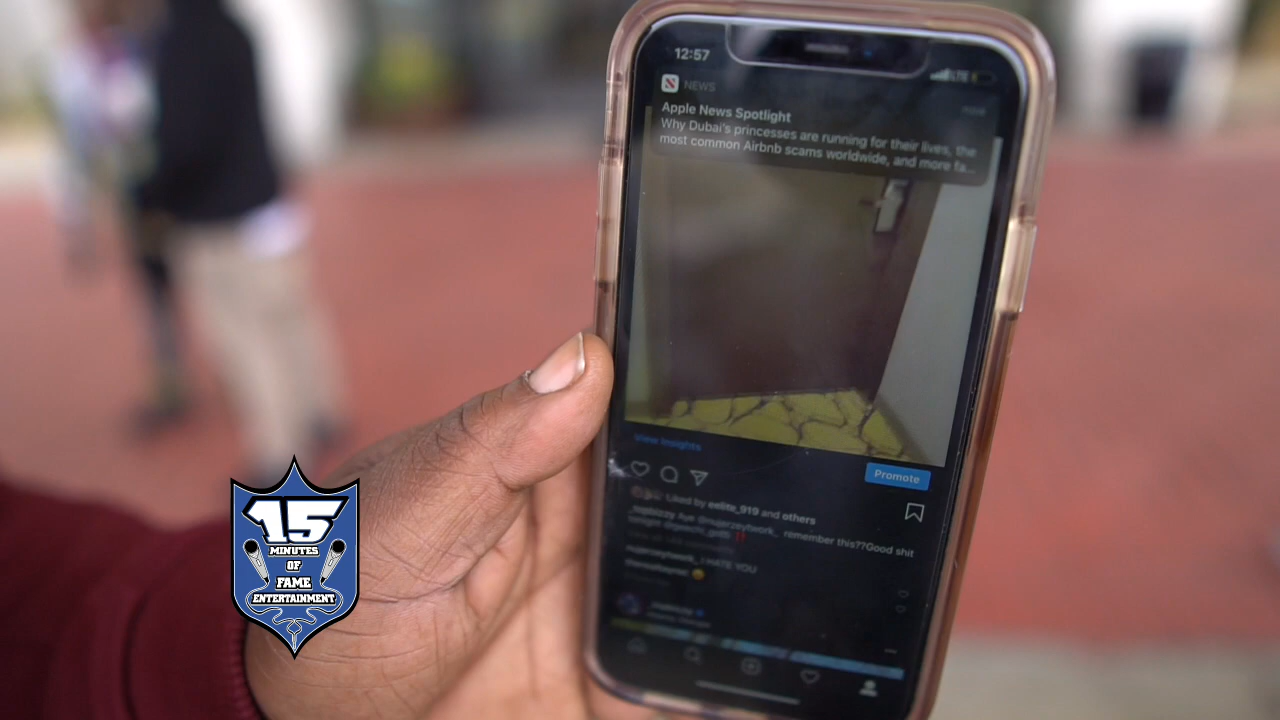 12:57
LTE
NEWS
Apple News Spotlight
Why Dubai's princesses are running for their lives, the
most common Airbnb scams worldwide, and more fa...
View Insights
Promote
Liked by eelite_919 and others
remember this??Good shit
tonight
I HATE YOU
15
MINUTES
OF
FAME
ENTERTAINMENT